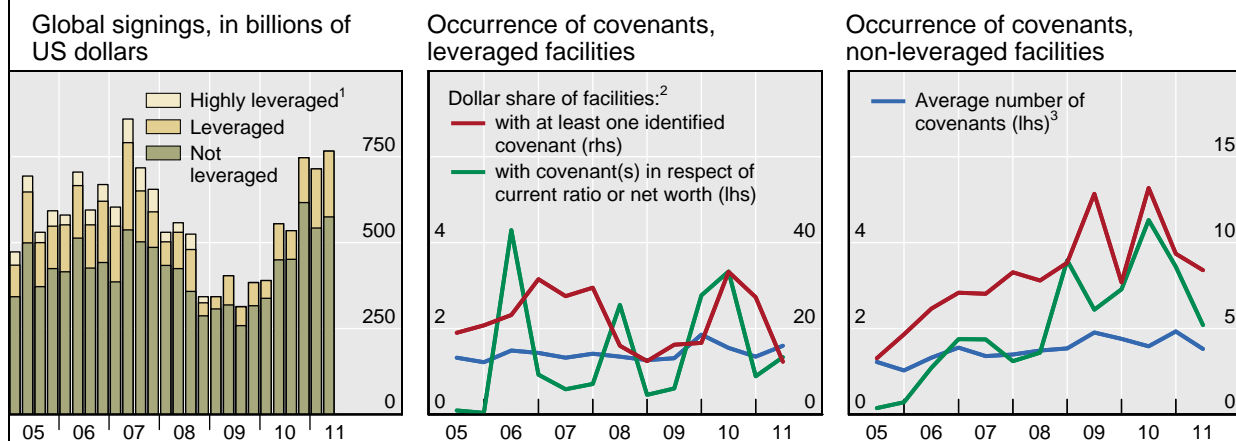 Global signings, in billions of
US dollars
Highly leveraged1
Leveraged
Not
leveraged
750
500
250
0
05 06 07 08 09 10 11
Occurrence of covenants,
leveraged facilities
Dollar share of facilities:2
with at least one identified
covenant (rhs)
with covenant(s) in respect of
current ratio or net worth (lhs)
4 40
2 20
0 0
05 06 07 08 09 10 11
Occurrence of covenants,
non-leveraged facilities
Average number of
covenants (lhs)3
15
4 10
2 5
0 0
05 06 07 08 09 10 11